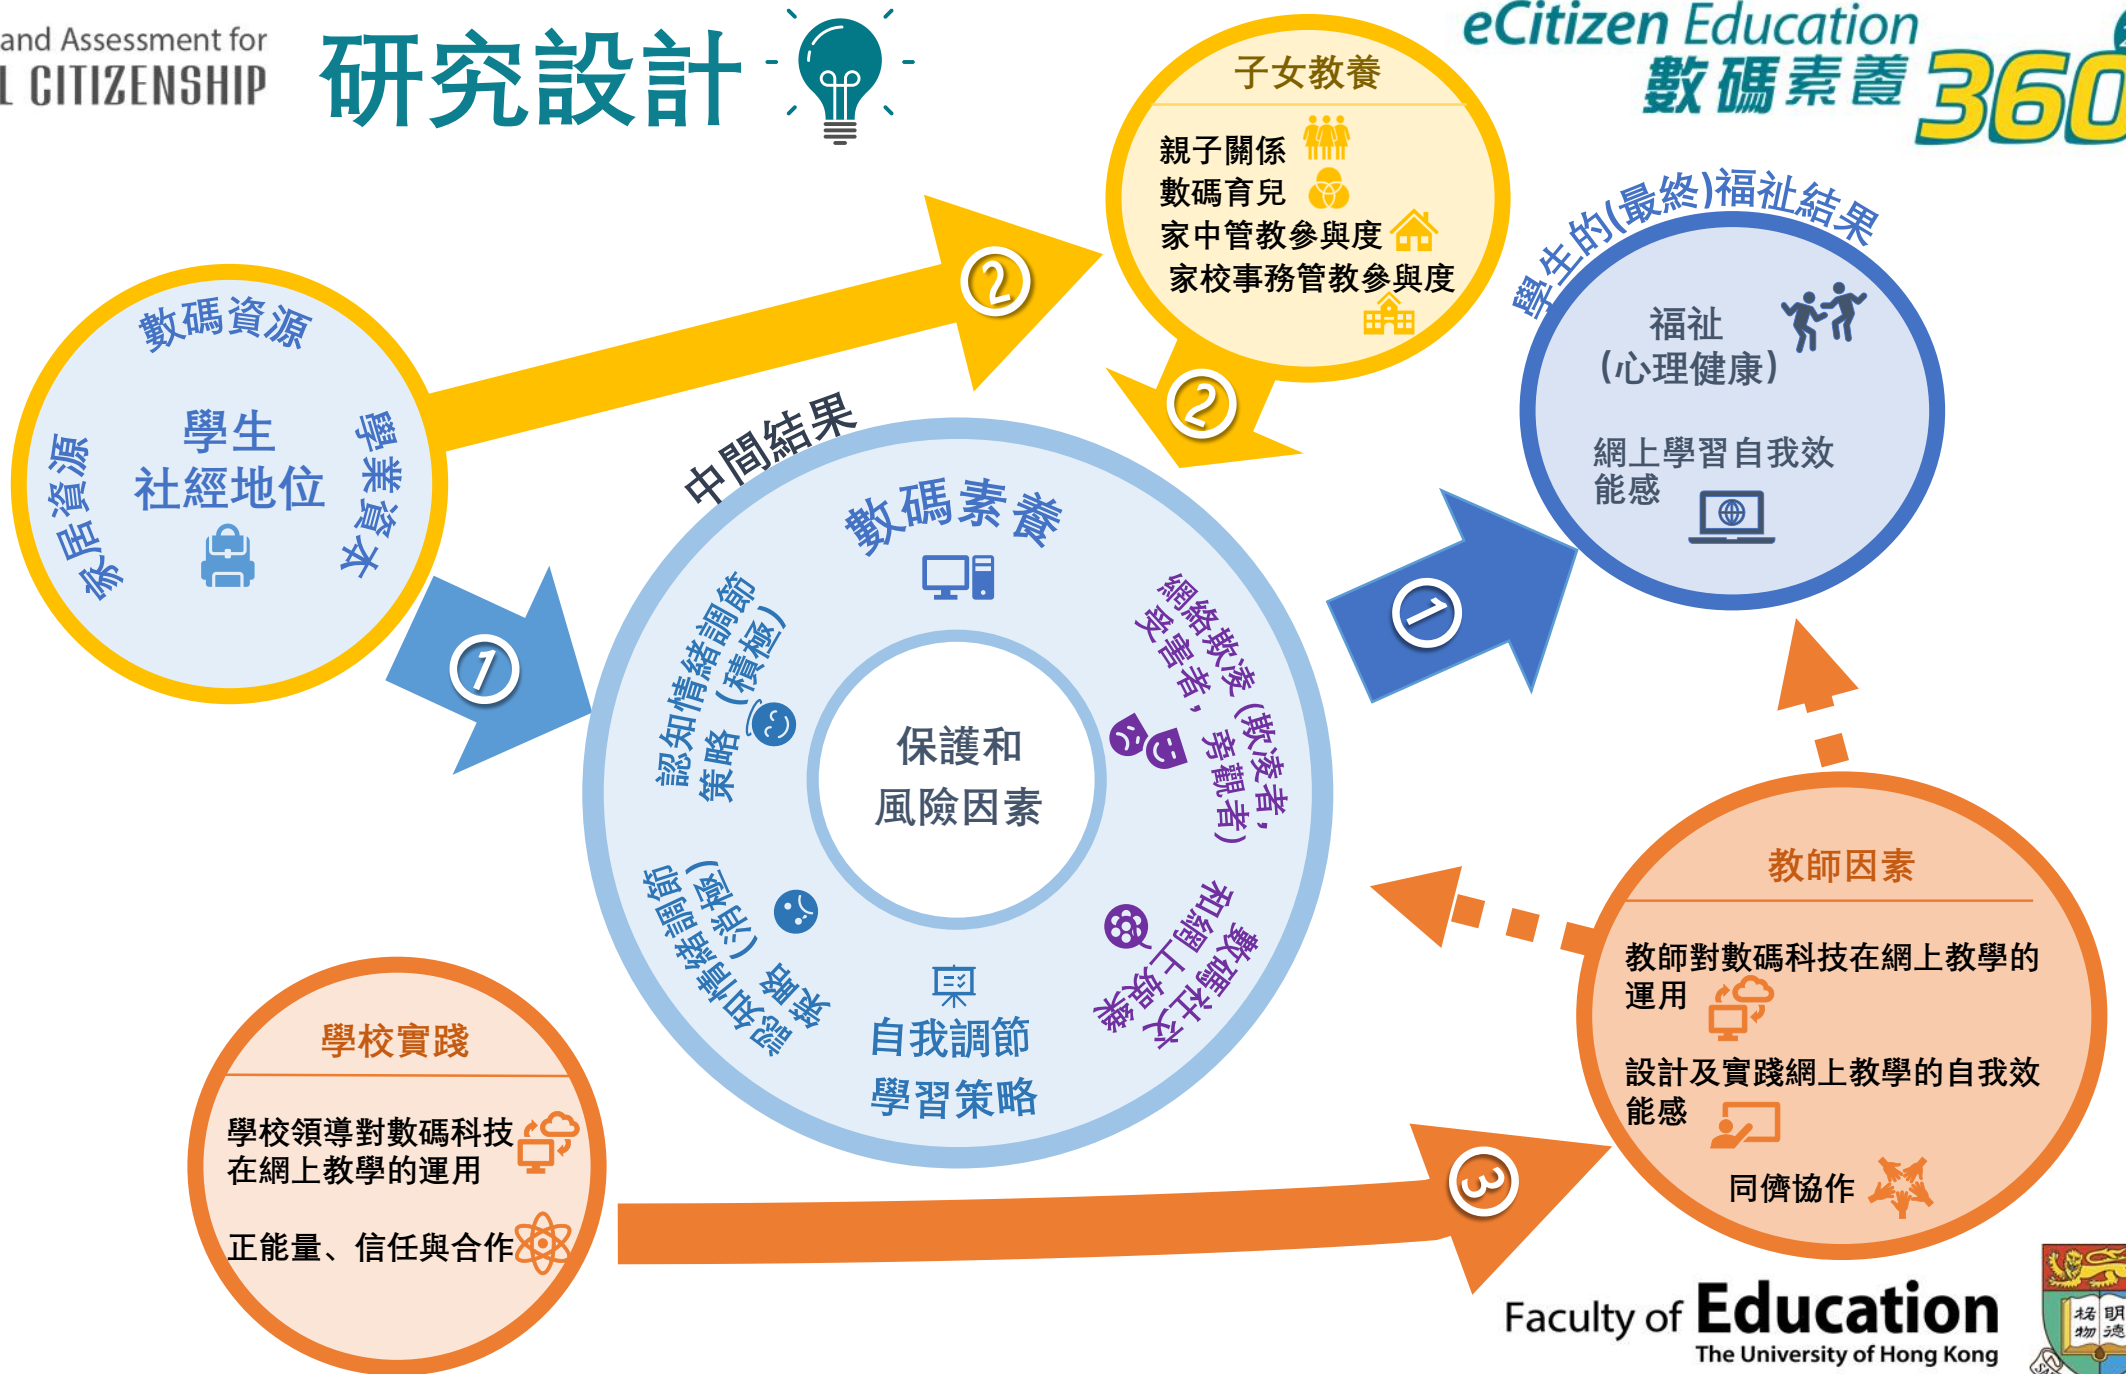 and Assessment for
L CITIZENSHIP
研究設計
eCitizen Education
數碼素養 360
子女教養
親子關係
數碼育兒
家中管教參與度
家校事務管教參與度
②
②
數碼資源
家居資源
學業資本
學生
社經地位
①
學生的(最終)福祉結果
福祉
(心理健康)
網上學習自我效
能感
①
中間結果
數碼素養
認知情緒調節
策略（積極）
網絡欺凌 (欺凌者,
受害者, 旁觀者)
保護和
風險因素
認知情緒調節
策略 (消極)
數碼社交
和網上娛樂
自我調節
學習策略
教師因素
教師對數碼科技在網上教學的
運用
設計及實踐網上教學的自我效
能感
同儕協作
學校實踐
學校領導對數碼科技
在網上教學的運用
正能量、信任與合作
③
Faculty of Education
The University of Hong Kong
明德
格物